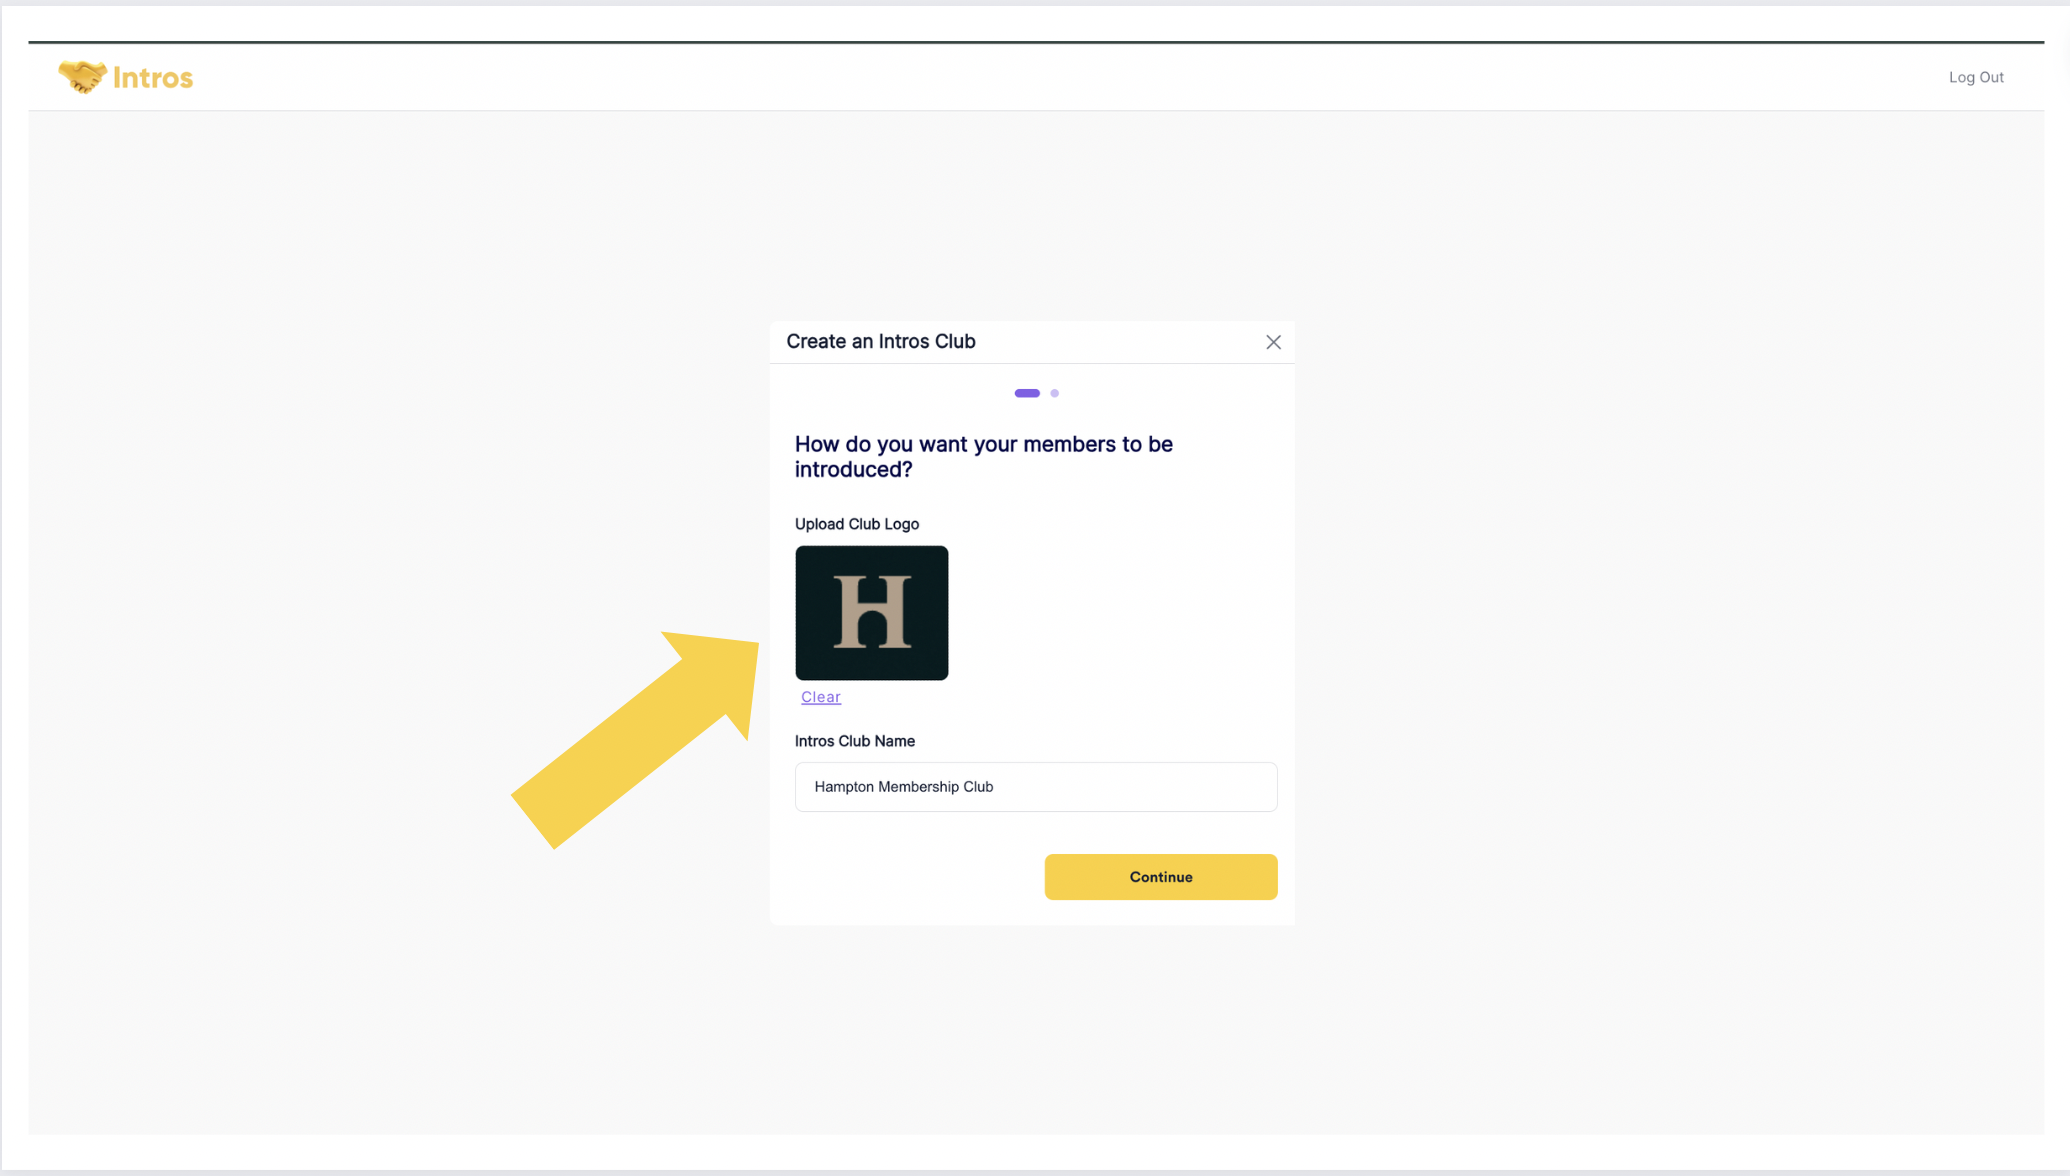 Intros
Log Out
Create an Intros Club
How do you want your members to be
introduced?
Upload Club Logo
H
Clear
Intros Club Name
Hampton Membership Club
Continue